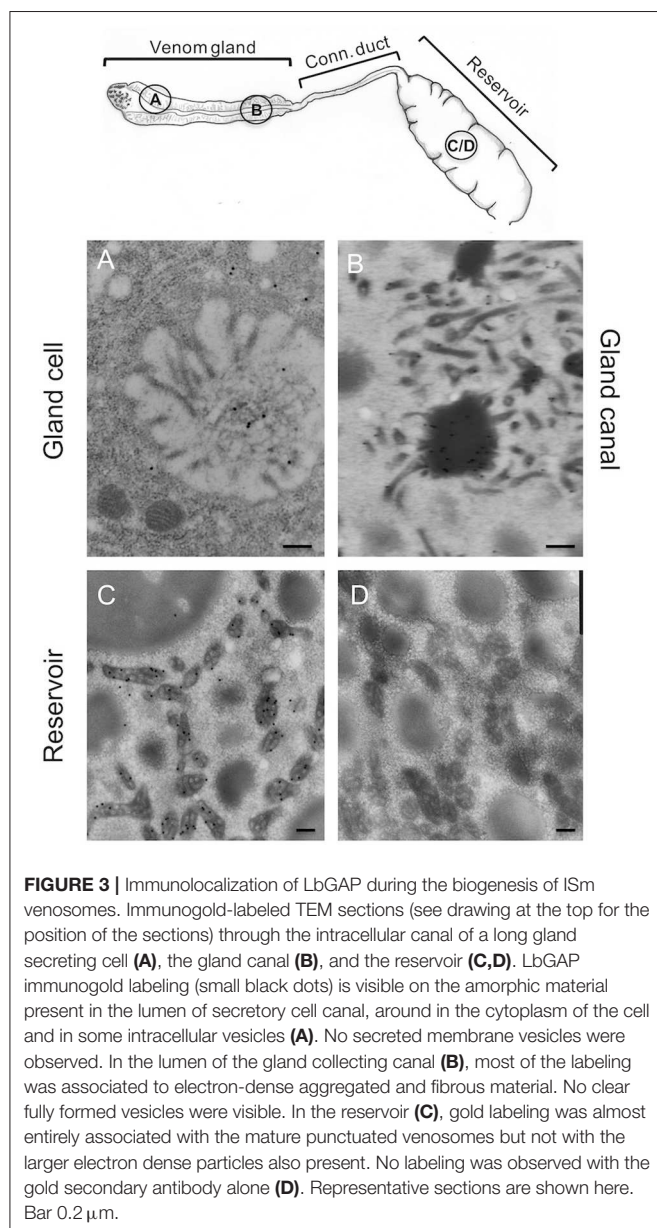 Venom gland
Conn. duct
Reservoir
A
B
C/D
A
B
Gland cell
Gland canal
C
D
Reservoir
FIGURE 3 | Immunolocalization of LbGAP during the biogenesis of ISm
venosomes. Immunogold-labeled TEM sections (see drawing at the top for the
position of the sections) through the intracellular canal of a long gland
secreting cell (A), the gland canal (B), and the reservoir (C,D). LbGAP
immunogold labeling (small black dots) is visible on the amorphic material
present in the lumen of secretory cell canal, around in the cytoplasm of the cell
and in some intracellular vesicles (A). No secreted membrane vesicles were
observed. In the lumen of the gland collecting canal (B), most of the labeling
was associated to electron-dense aggregated and fibrous material. No clear
fully formed vesicles were visible. In the reservoir (C), gold labeling was almost
entirely associated with the mature punctuated venosomes but not with the
larger electron dense particles also present. No labeling was observed with the
gold secondary antibody alone (D). Representative sections are shown here.
Bar 0.2 μm.